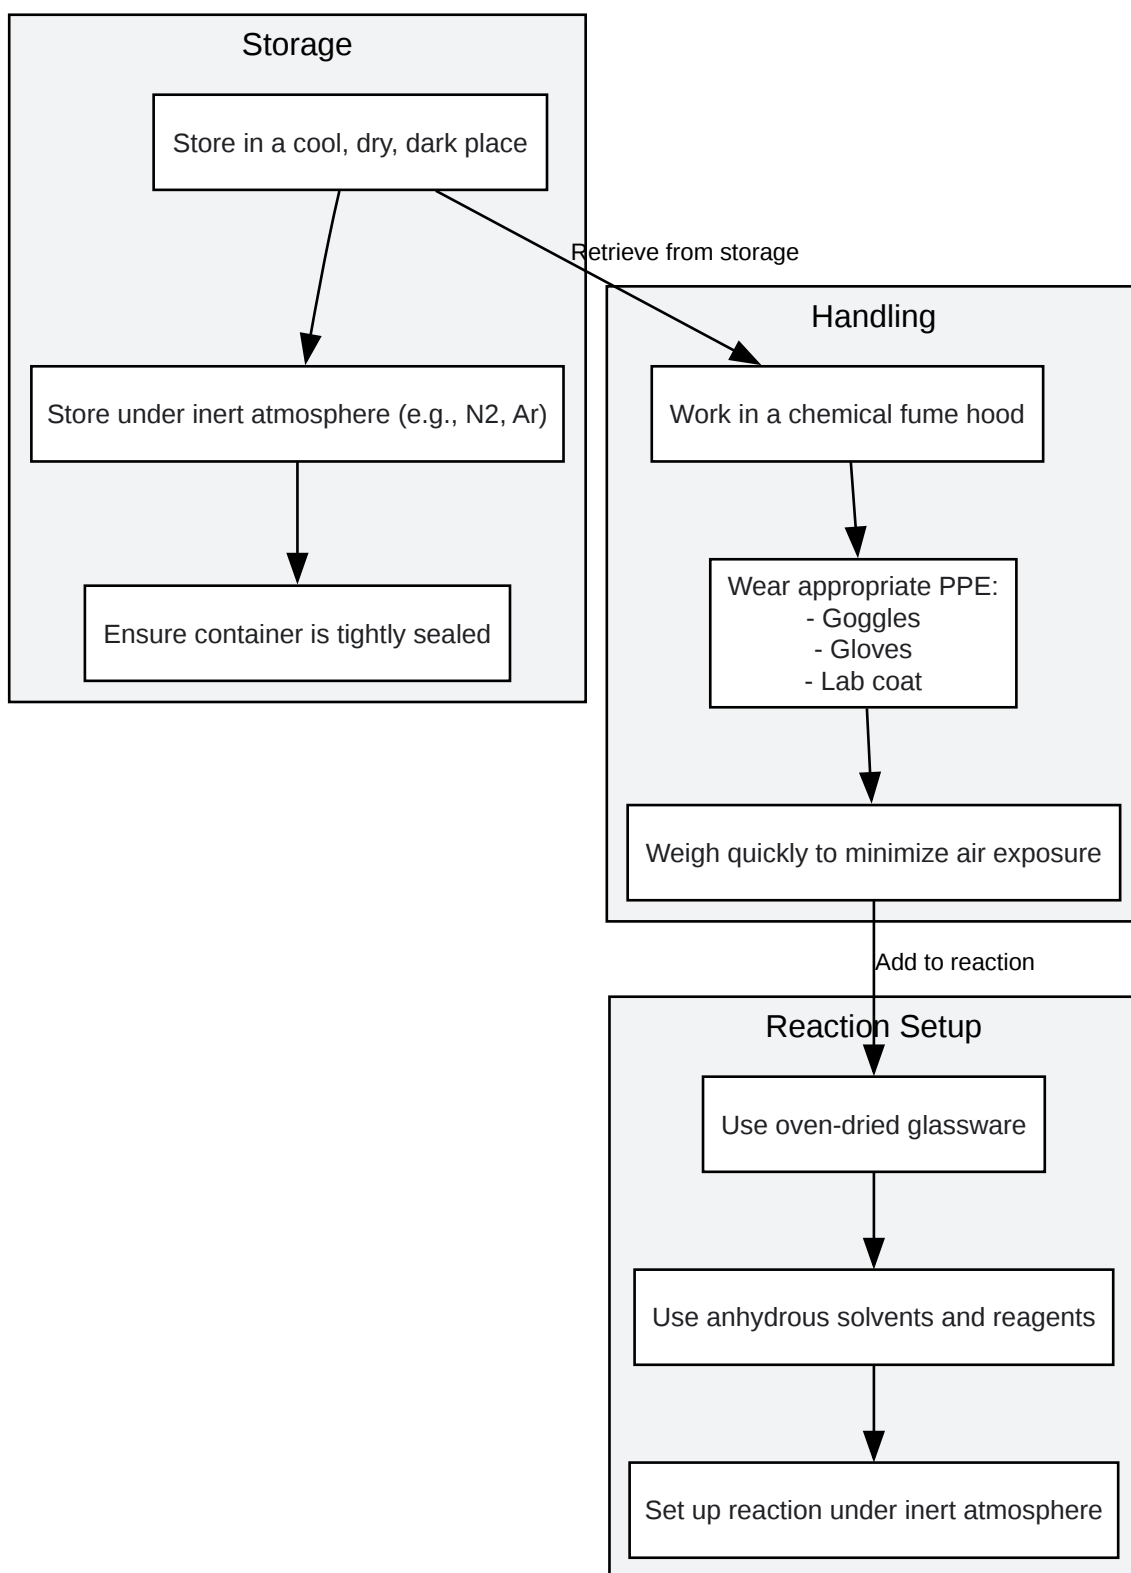 Storage
Store in a cool, dry, dark place
Retrieve from storage
Store under inert atmosphere (e.g., N2, Ar)
Ensure container is tightly sealed
Handling
Work in a chemical fume hood
Wear appropriate PPE:
- Goggles
- Gloves
- Lab coat
Weigh quickly to minimize air exposure
Add to reaction
Reaction Setup
Use oven-dried glassware
Use anhydrous solvents and reagents
Set up reaction under inert atmosphere